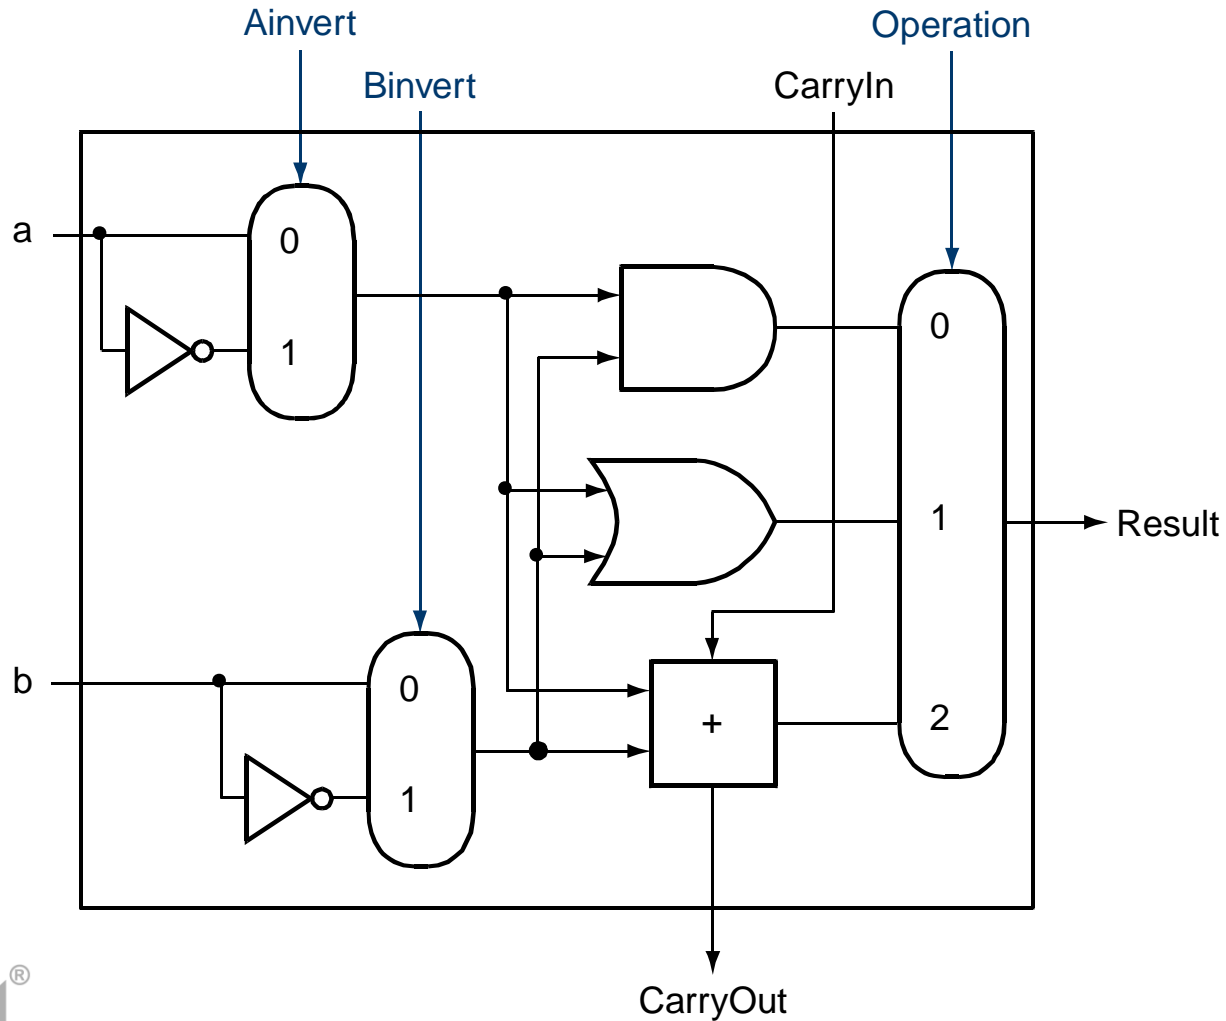 Ainvert
Operation
Binvert
CarryIn
a
0
1
0
1
Result
b
0
1
+
2
CarryOut
®